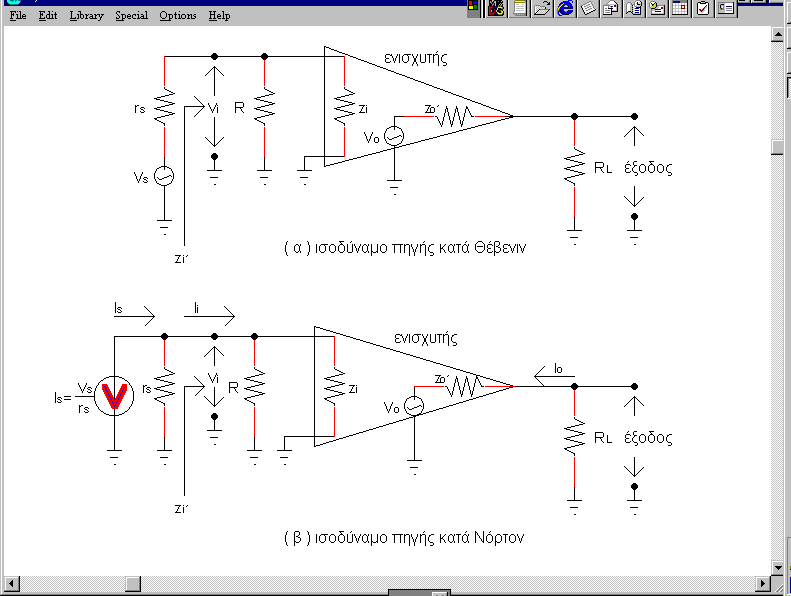 File Edit Library Special Options Help
ενισχυτής
rs Vi R Zi Zo΄
Vo
Vs
RL έξοδος
Zi΄
( α ) ισοδύναμο πηγής κατά Θέβενιν
Is Ii
ενισχυτής
Io
Is= Vs rs
rs Vi R Zi Zo΄
Vo
RL έξοδος
Zi΄
( β ) ισοδύναμο πηγής κατά Νόρτον